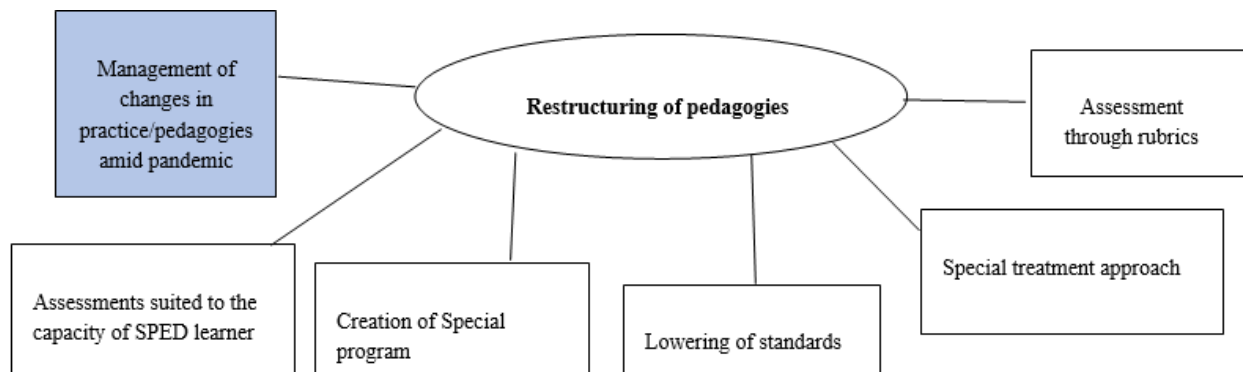 Management of
changes in
practice/pedagogies
amid pandemic
Restructuring of pedagogies
Assessment
through rubrics
Special treatment approach
Assessments suited to the
capacity of SPED learner
Creation of Special
program
Lowering of standards